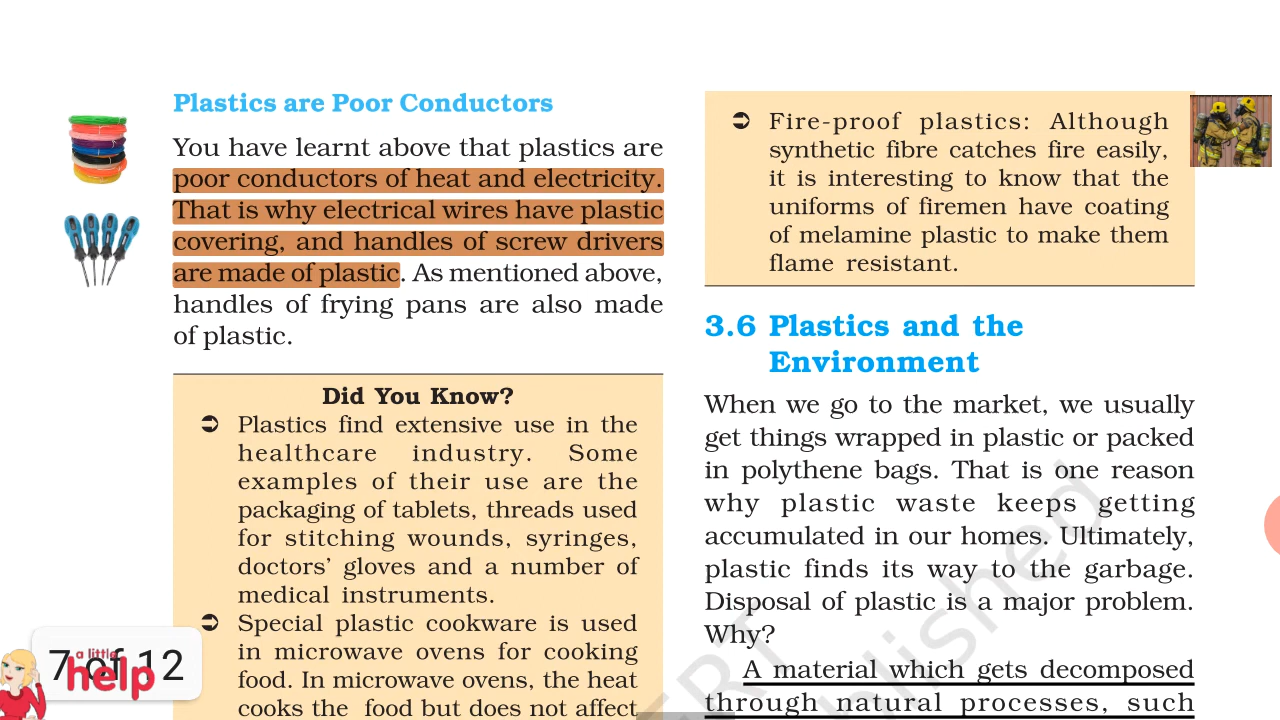 Plastics are Poor Conductors
You have learnt above that plastics are
poor conductors of heat and electricity.
That is why electrical wires have plastic
covering, and handles of screw drivers
are made of plastic. As mentioned above,
handles of frying pans are also made
of plastic.
Did You Know?
➲ Plastics find extensive use in the
healthcare industry. Some
examples of their use are the
packaging of tablets, threads used
for stitching wounds, syringes,
doctors’ gloves and a number of
medical instruments.
➲ Special plastic cookware is used
in microwave ovens for cooking
food. In microwave ovens, the heat
cooks the food but does not affect
➲ Fire-proof plastics: Although
synthetic fibre catches fire easily,
it is interesting to know that the
uniforms of firemen have coating
of melamine plastic to make them
flame resistant.
3.6 Plastics and the
Environment
When we go to the market, we usually
get things wrapped in plastic or packed
in polythene bags. That is one reason
why plastic waste keeps getting
accumulated in our homes. Ultimately,
plastic finds its way to the garbage.
Disposal of plastic is a major problem.
Why?
A material which gets decomposed
through natural processes, such
7 of 12
a little
help